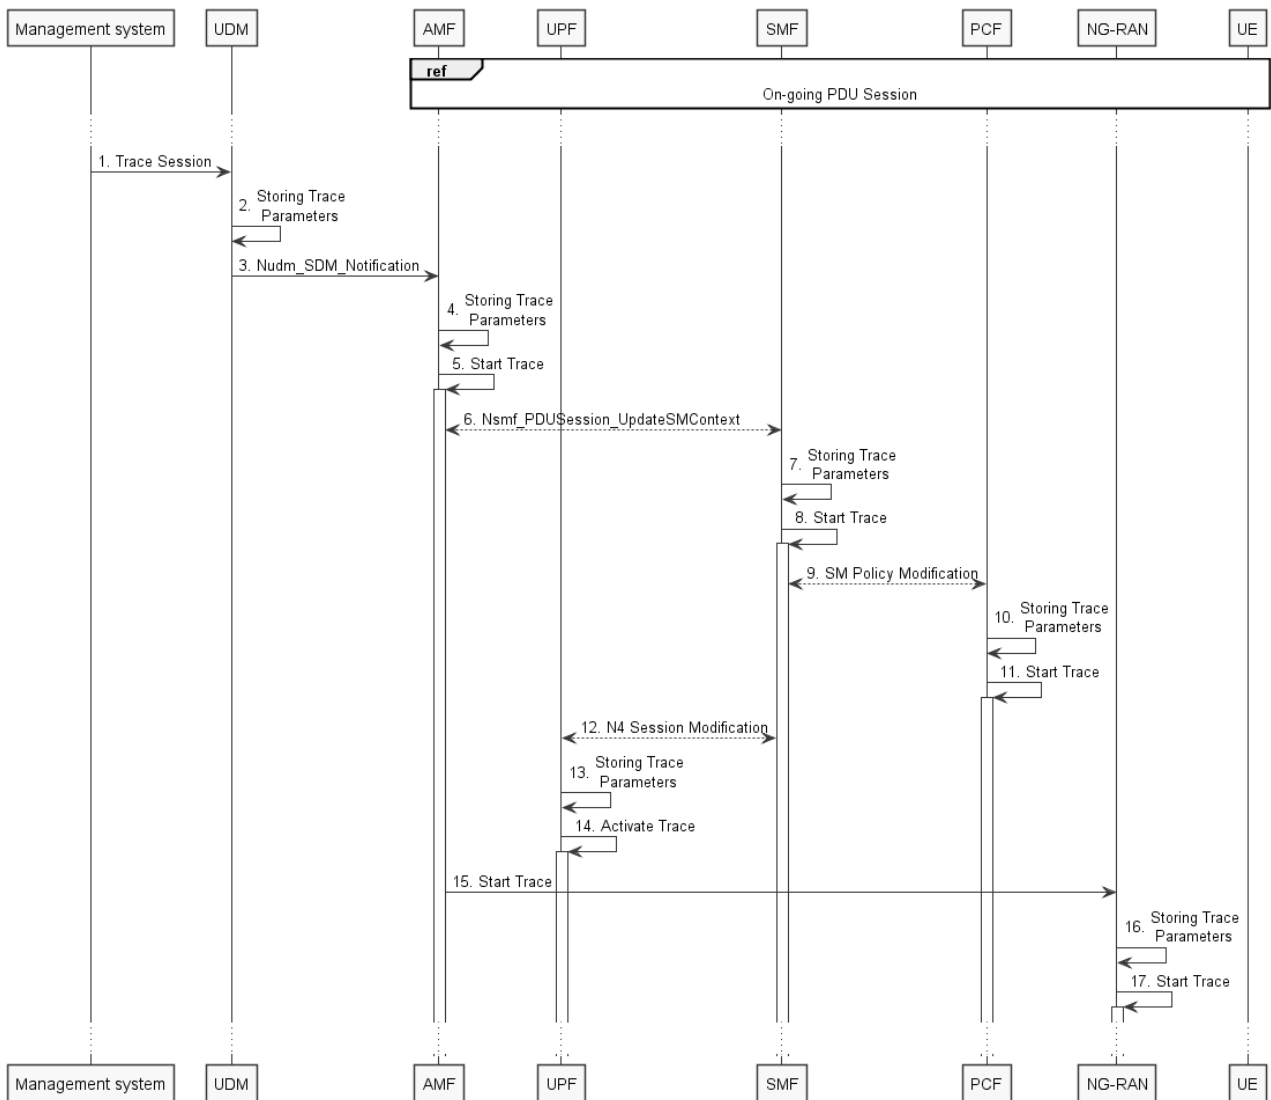 Management system
UDM
AMF
UPF
SMF
PCF
NG-RAN
UE
ref
On-going PDU Session
1. Trace Session
2. Storing Trace
Parameters
3. Nudm_SDM_Notification
4. Storing Trace
Parameters
5. Start Trace
6. Nsmf_PDUSession_UpdateSMContext
7. Storing Trace
Parameters
8. Start Trace
9. SM Policy Modification
10. Storing Trace
Parameters
11. Start Trace
12. N4 Session Modification
13. Storing Trace
Parameters
14. Activate Trace
15. Start Trace
16. Storing Trace
Parameters
17. Start Trace
Management system
UDM
AMF
UPF
SMF
PCF
NG-RAN
UE